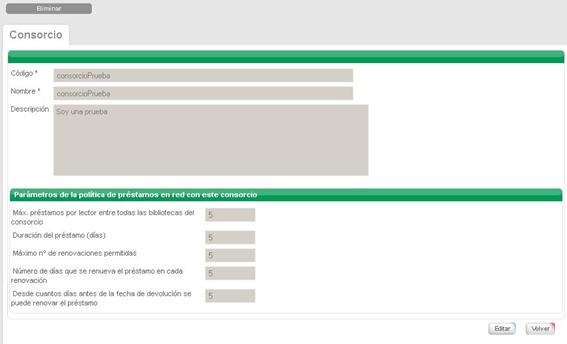 Eliminar
Consorcio
Código * consorcioPrueba
Nombre * consorcioPrueba
Descripción Soy una prueba
Parámetros de la política de préstamos en red con este consorcio
Máx. préstamos por lector entre todas las bibliotecas del
consorcio 5
Duración del préstamo (días) 5
Máximo nº de renovaciones permitidas 5
Número de días que se renueva el préstamo en cada
renovación 5
Desde cuantos días antes de la fecha de devolución se
puede renovar el préstamo 5
Editar Volver